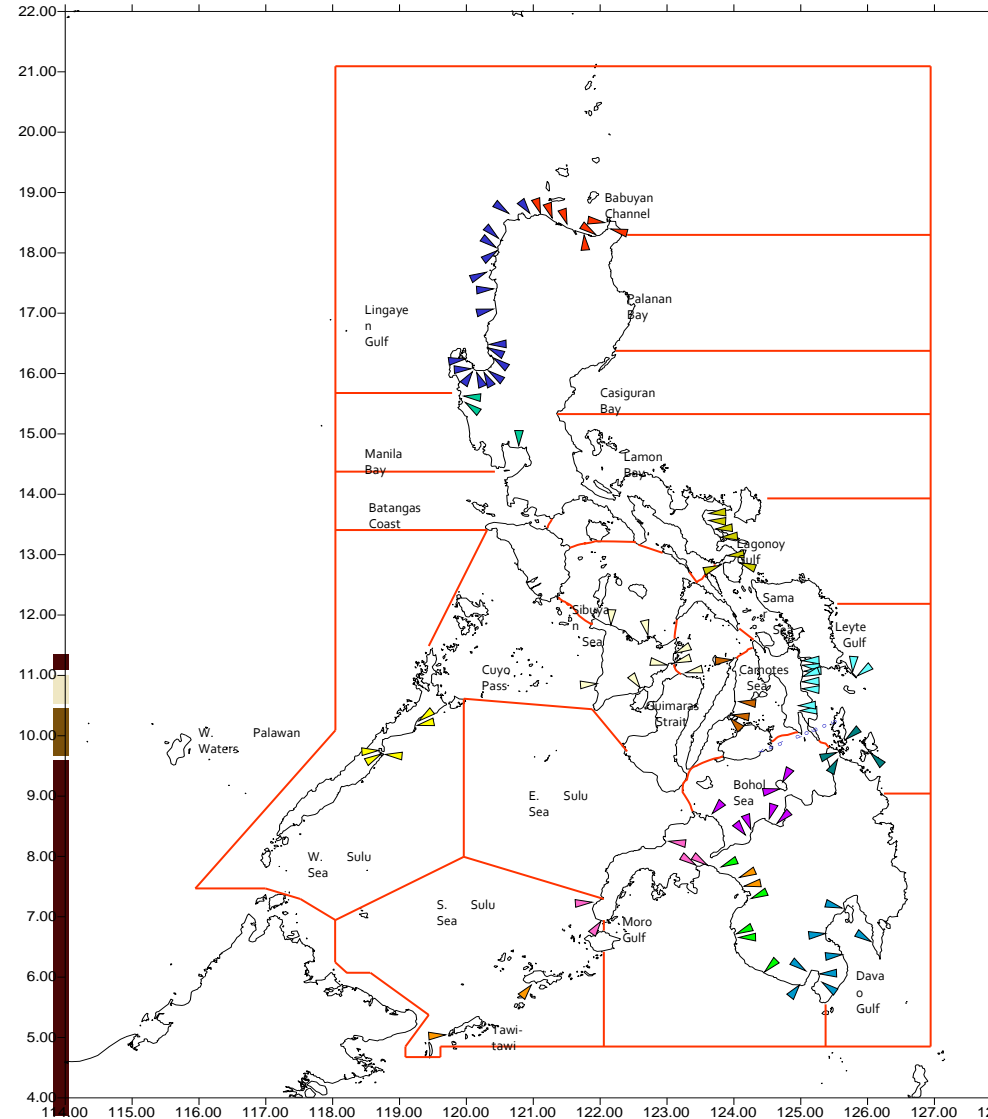 22.00
21.00
20.00
19.00
Babuyan
Channel
18.00
Palanan
Bay
17.00
Lingaye
n
Gulf
16.00
Casiguran
Bay
15.00
Manila
Bay
Lamon
Bay
14.00
Batangas
Coast
13.00
Lagonoy
Gulf
12.00
Sibuya
n
Sea
Sama
Sea
Leyte
Gulf
11.00
Cuyo
Pass.
Camotes
Sea
Guimaras
Strait
10.00
W. Palawan
Waters
9.00
E. Sulu
Sea
Bohol
Sea
8.00
W. Sulu
Sea
7.00
S. Sulu
Sea
Moro
Gulf
6.00
Dava
o
Gulf
5.00
Tawi-
tawi
4.00
114.00 115.00 116.00 117.00 118.00 119.00 120.00 121.00 122.00 123.00 124.00 125.00 126.00 127.00